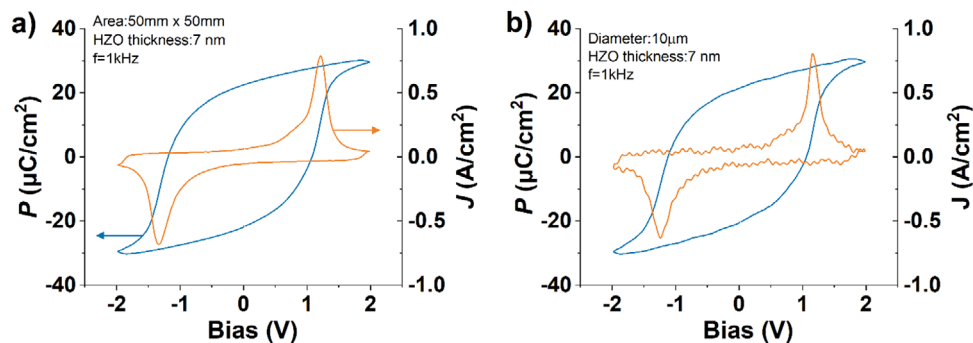 a)
Area:50mm x 50mm
HZO thickness:7 nm
f=1kHz
40
20
0
-20
-40
P (µC/cm²)
1.0
0.5
0.0
-0.5
-1.0
J (A/cm²)
-2 -1 0 1 2
Bias (V)
b)
Diameter:10µm
HZO thickness:7 nm
f=1kHz
40
20
0
-20
-40
P (µC/cm²)
1.0
0.5
0.0
-0.5
-1.0
J (A/cm²)
-2 -1 0 1 2
Bias (V)